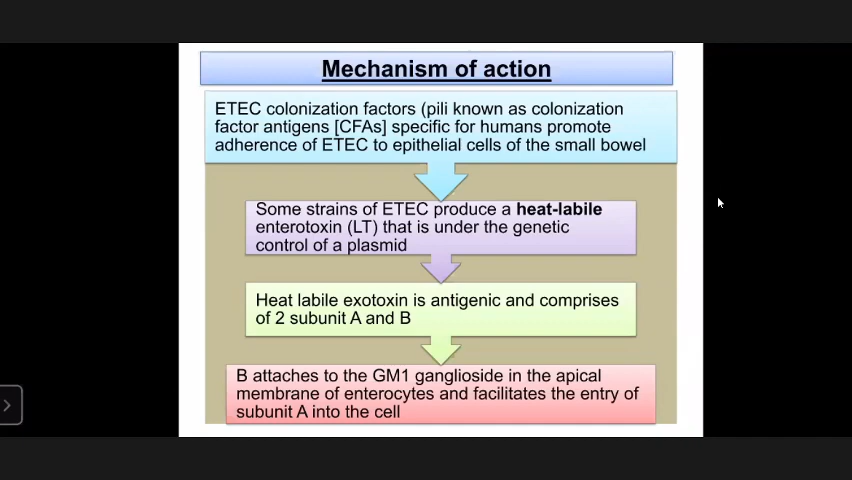 Mechanism of action
ETEC colonization factors (pili known as colonization
factor antigens [CFAs] specific for humans promote
adherence of ETEC to epithelial cells of the small bowel
Some strains of ETEC produce a heat-labile
enterotoxin (LT) that is under the genetic
control of a plasmid
Heat labile exotoxin is antigenic and comprises
of 2 subunit A and B
B attaches to the GM1 ganglioside in the apical
membrane of enterocytes and facilitates the entry of
subunit A into the cell